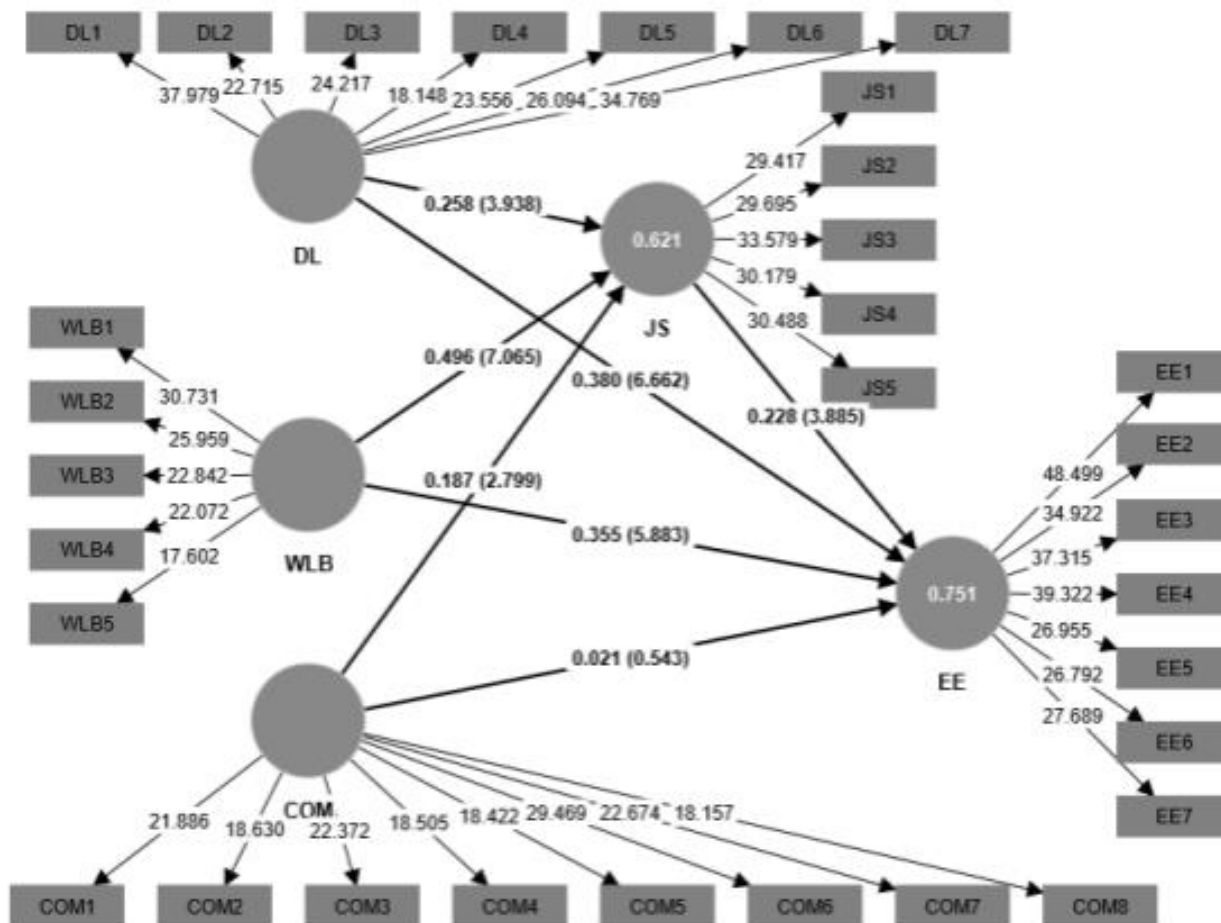 DL1 DL2 DL3 DL4 DL5 DL6 DL7
37.979 22.715 24.217 18.148 23.556 26.094 34.769
JS1
29.417
JS2
29.695
0.258 (3.938)
0.621
33.579
JS3
DL
30.179
JS4
JS
30.488
WLB1
0.496 (7.065)
0.380 (6.662)
JS5
EE1
30.731
WLB2
0.228 (3.885)
25.959
EE2
48.499
WLB3
22.842
0.187 (2.799)
34.922
22.072
EE3
0.355 (5.883)
37.315
WLB4
17.602
WLB
0.751
39.322
EE4
WLB5
26.955
0.021 (0.543)
EE
EE5
26.792
27.689
EE6
COM
21.886 18.630 22.372 18.505 18.422 29.469 22.674 18.157
EE7
COM1 COM2 COM3 COM4 COM5 COM6 COM7 COM8